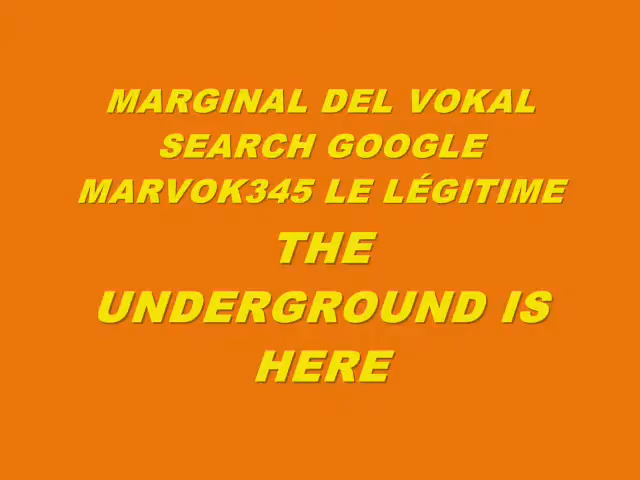 MARGINAL DEL VOKAL
SEARCH GOOGLE
MARVOK345 LE LÉGITIME
THE
UNDERGROUND IS
HERE